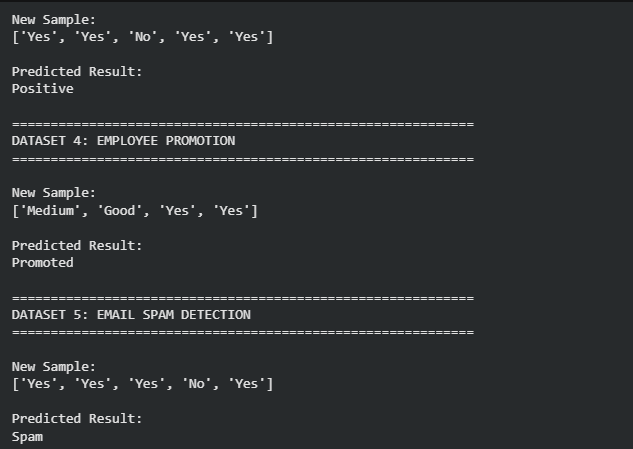 New Sample:
['Yes', 'Yes', 'No', 'Yes', 'Yes']
Predicted Result:
Positive
============================================================
DATASET 4: EMPLOYEE PROMOTION
============================================================
New Sample:
['Medium', 'Good', 'Yes', 'Yes']
Predicted Result:
Promoted
============================================================
DATASET 5: EMAIL SPAM DETECTION
============================================================
New Sample:
['Yes', 'Yes', 'Yes', 'No', 'Yes']
Predicted Result:
Spam